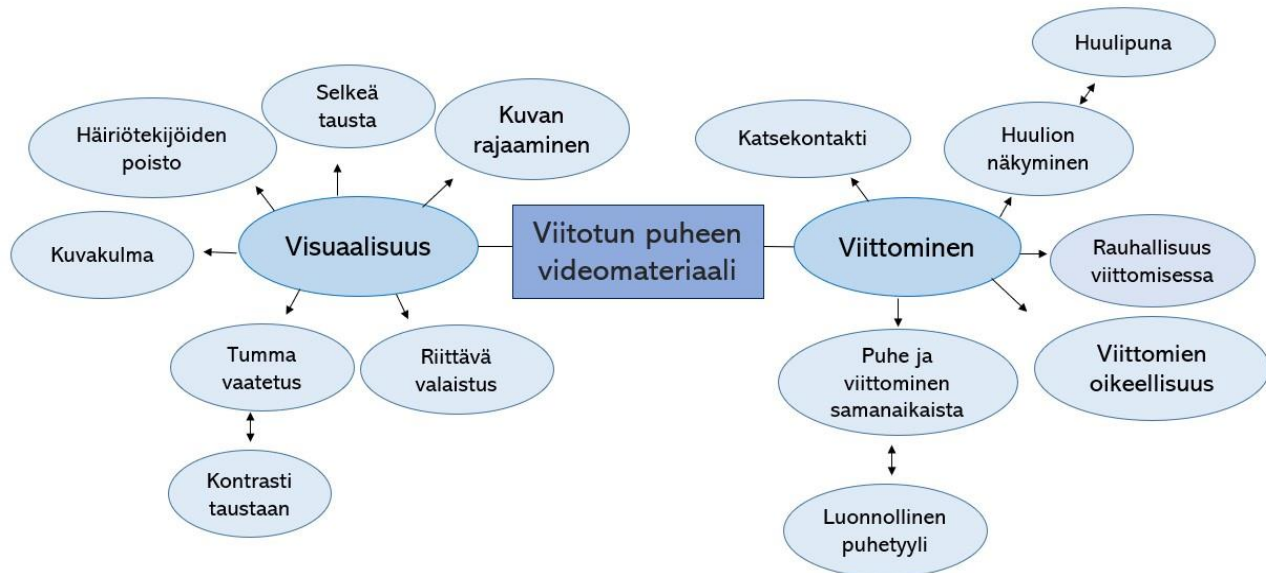 Huulipuna
Selkeä
tausta
Kuvan
rajaaminen
Häiriötekijöiden
poisto
Katsekontakti
Huulion
näkyminen
Kuvakulma
Visuaalisuus
Viitotun puheen
videomateriaali
Viittominen
Rauhallisuus
viittomisessa
Tumma
vaatetus
Riittävä
valaistus
Puhe ja
viittominen
samanaikaista
Viittomien
oikeellisuus
Kontrasti
taustaan
Luonnollinen
puhetyyli